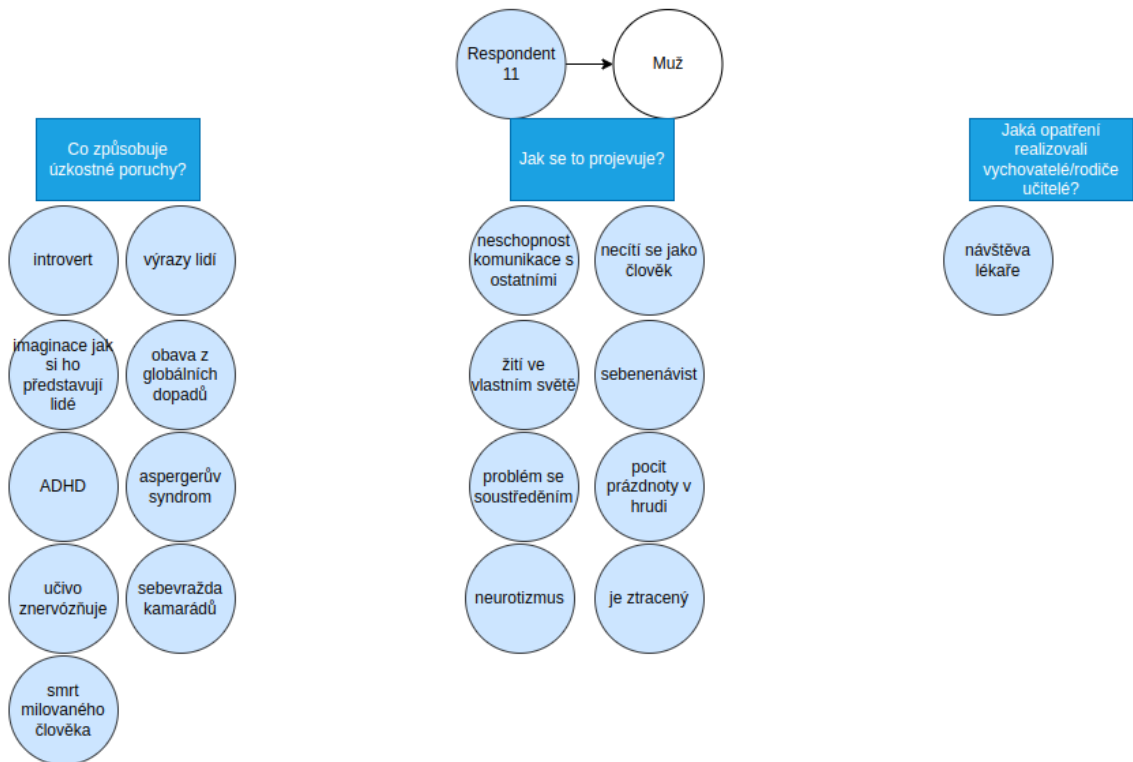 Respondent
11
Muž
Co způsobuje
úzkostné poruchy?
introvert
výrazy lidí
imaginace jak
si ho
představují
lidé
obava z
globálních
dopadů
ADHD
aspergerův
syndrom
učivo
znervózňuje
sebevražda
kamarádů
smrt
milovaného
člověka
Jak se to projevuje?
neschopnost
komunikace s
ostatními
necítí se jako
člověk
žití ve
vlastním světě
sebenenávist
problém se
soustředěním
pocit
prázdnoty v
hrudi
neurotizmus
je ztracený
Jaká opatření
realizovali
vychovatelé/rodiče
učitelé?
návštěva
lékaře